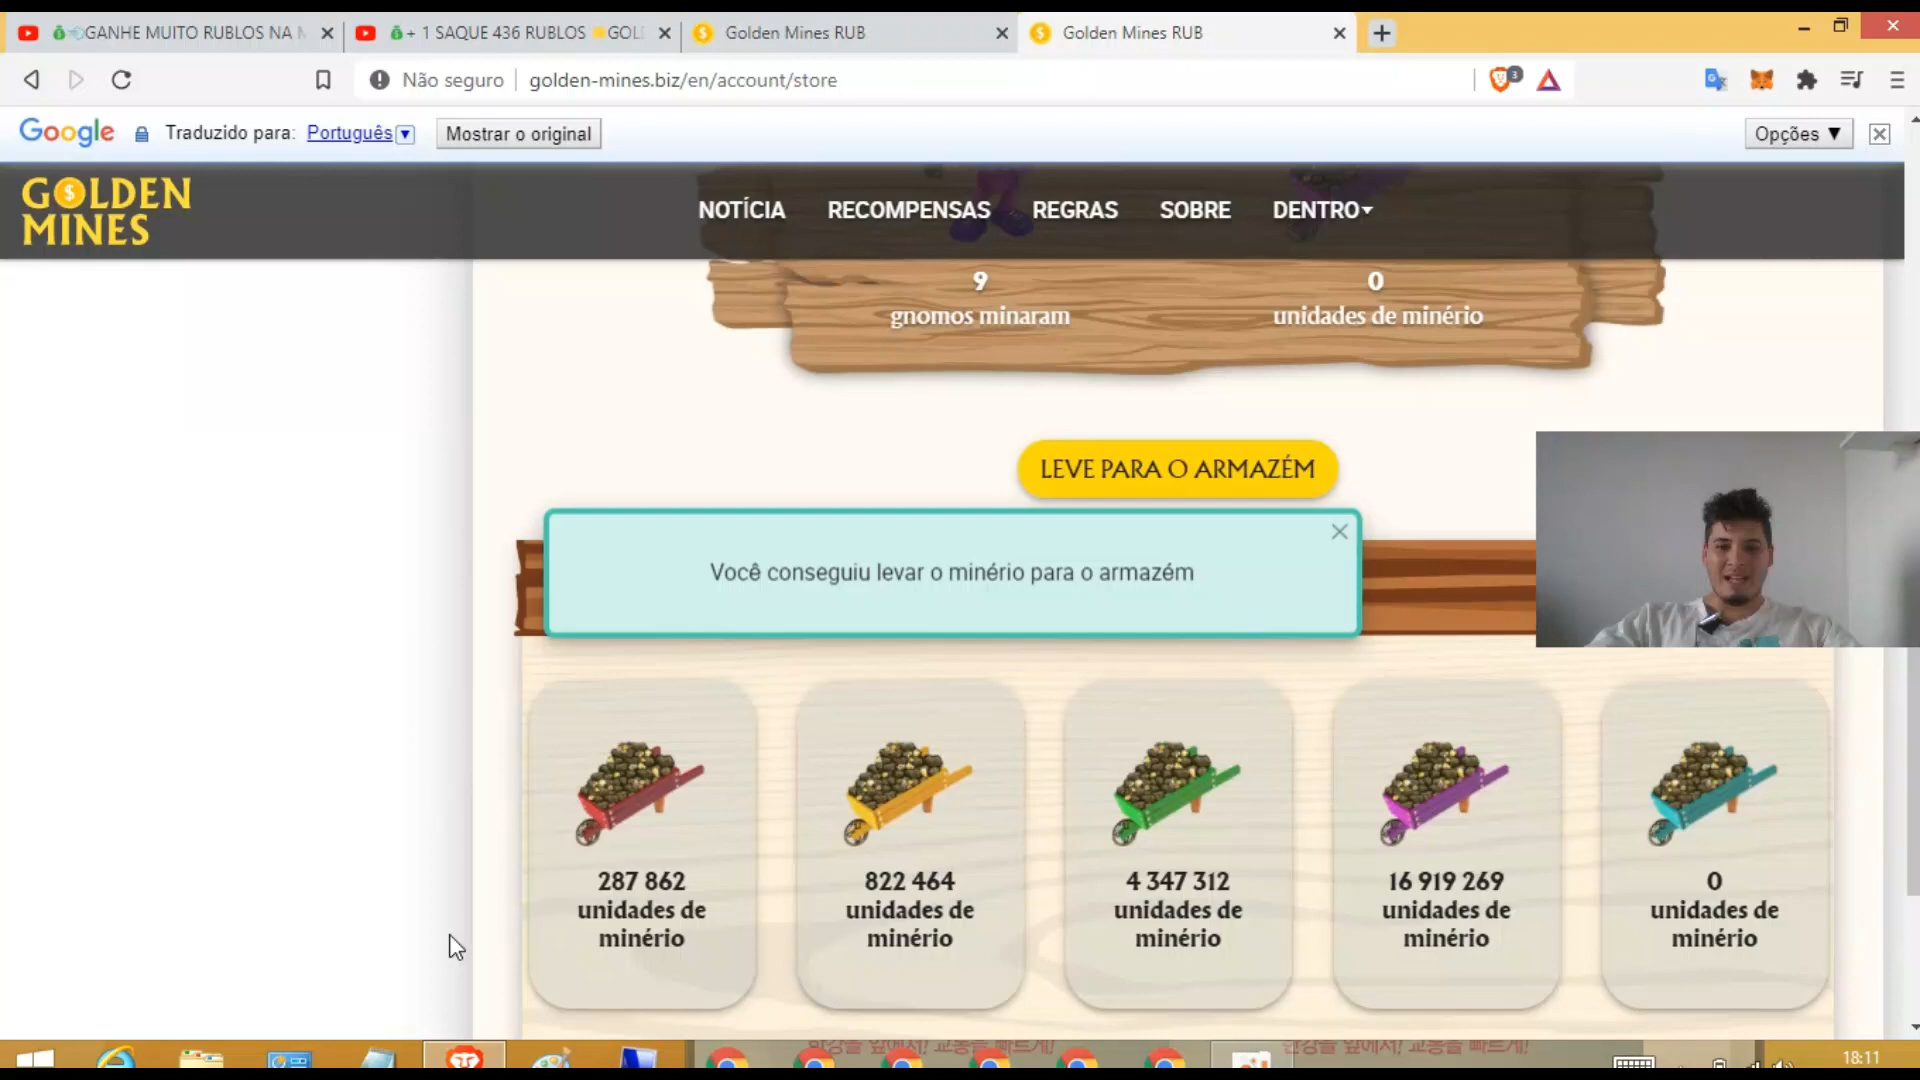 GANHE MUITO RUBLOS NA
+ 1 SAQUE 436 RUBLOS
Golden Mines RUB
Golden Mines RUB
Não seguro
golden-mines.biz/en/account/store
3
Google
Traduzido para: Português
Mostrar o original
Opções ▼
GOLDEN
MINES
NOTÍCIA
RECOMPENSAS
REGRAS
SOBRE
DENTRO
9
gnomos minaram
0
unidades de minério
LEVE PARA O ARMAZÉM
Você conseguiu levar o minério para o armazém
287 862
unidades de
minério
822 464
unidades de
minério
4 347 312
unidades de
minério
16 919 269
unidades de
minério
0
unidades de
minério
18:11